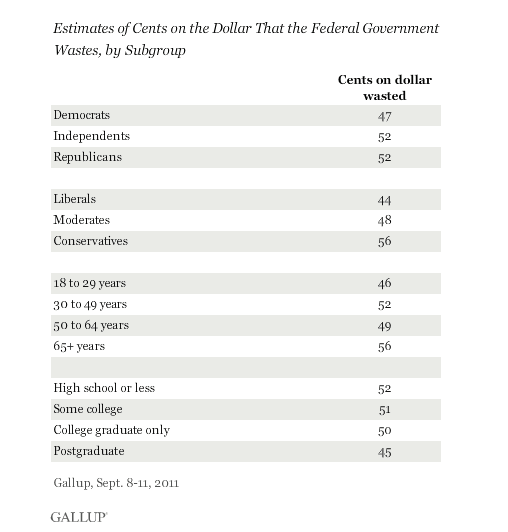 Estimates of Cents on the Dollar That the Federal Government
Wastes, by Subgroup
Cents on dollar
wasted
Democrats 47
Independents 52
Republicans 52
Liberals 44
Moderates 48
Conservatives 56
18 to 29 years 46
30 to 49 years 52
50 to 64 years 49
65+ years 56
High school or less 52
Some college 51
College graduate only 50
Postgraduate 45
Gallup, Sept. 8-11, 2011
GALLUP®